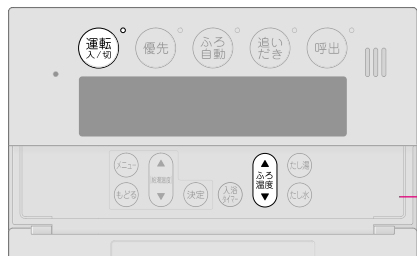 運転
入/切
優先
ふろ
自動
追い
だき
呼出
メニュー
もどる
▲
▼
決定
入浴
タイマー
▲
ふろ
温度
▼
たし湯
たし水